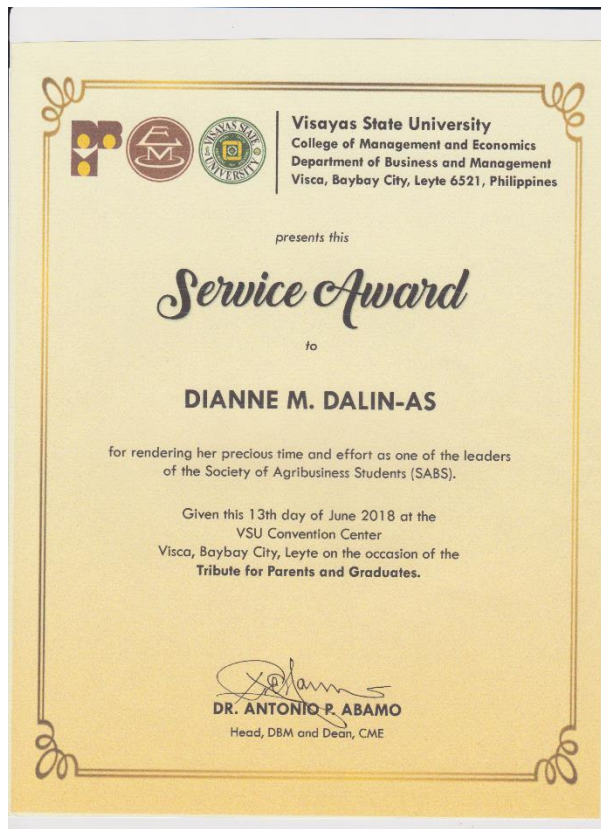 VISAYAS STATE
UNIVERSITY
Visayas State University
College of Management and Economics
Department of Business and Management
Visca, Baybay City, Leyte 6521, Philippines
presents this
Service Award
to
DIANNE M. DALIN-AS
for rendering her precious time and effort as one of the leaders
of the Society of Agribusiness Students (SABS).
Given this 13th day of June 2018 at the
VSU Convention Center
Visca, Baybay City, Leyte on the occasion of the
Tribute for Parents and Graduates.
DR. ANTONIO P. ABAMO
Head, DBM and Dean, CME